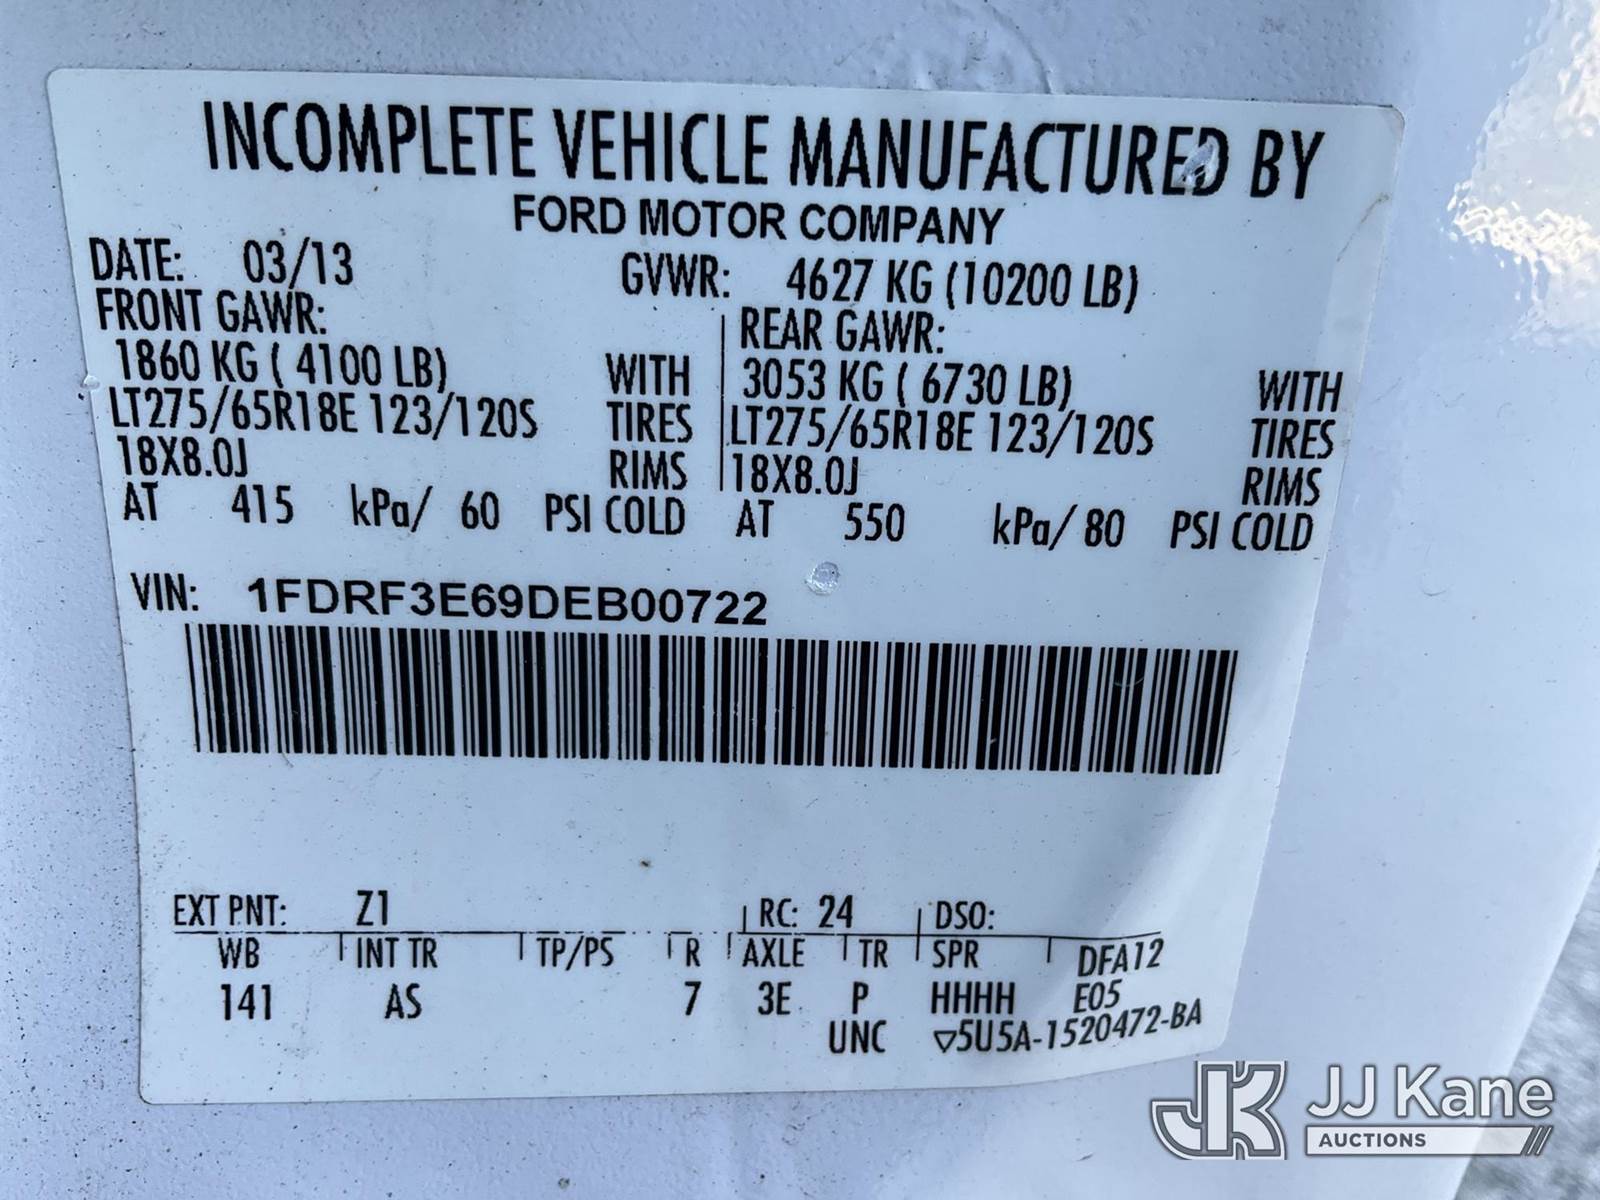 INCOMPLETE VEHICLE MANUFACTURED BY
FORD MOTOR COMPANY
DATE: 03/13 GVWR: 4627 KG (10200 LB)
FRONT GAWR: REAR GAWR:
1860 KG ( 4100 LB) WITH 3053 KG ( 6730 LB) WITH
LT275/65R18E 123/120S TIRES LT275/65R18E 123/120S TIRES
18X8.0J RIMS 18X8.0J RIMS
AT 415 kPa/ 60 PSI COLD AT 550 kPa/ 80 PSI COLD
VIN: 1FDRF3E69DEB00722
EXT PNT: Z1 RC: 24 DSO:
WB INT TR TP/PS R AXLE TR SPR DFA12
141 AS 7 3E P HHHH E05
UNC ▽5U5A-1520472-BA
JK JJ Kane
AUCTIONS